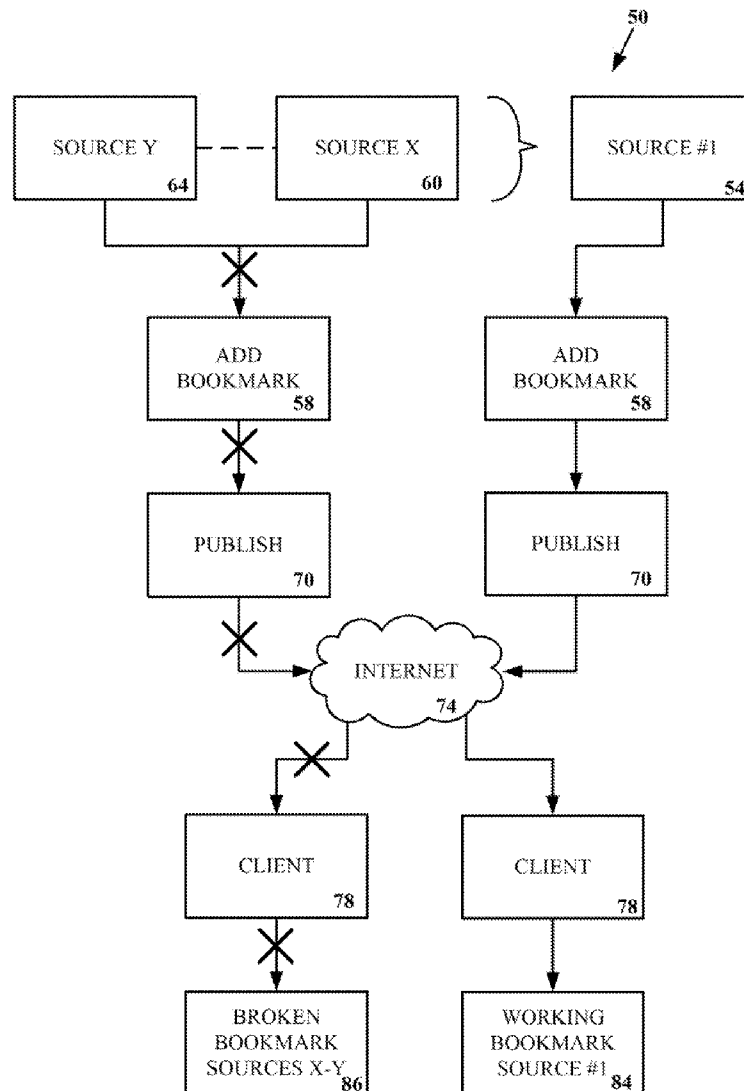 50
SOURCE Y
64
SOURCE X
60
SOURCE #1
54
ADD
BOOKMARK
58
ADD
BOOKMARK
58
PUBLISH
70
PUBLISH
70
INTERNET
74
CLIENT
78
CLIENT
78
BROKEN
BOOKMARK
SOURCES X-Y
86
WORKING
BOOKMARK
SOURCE #1
84